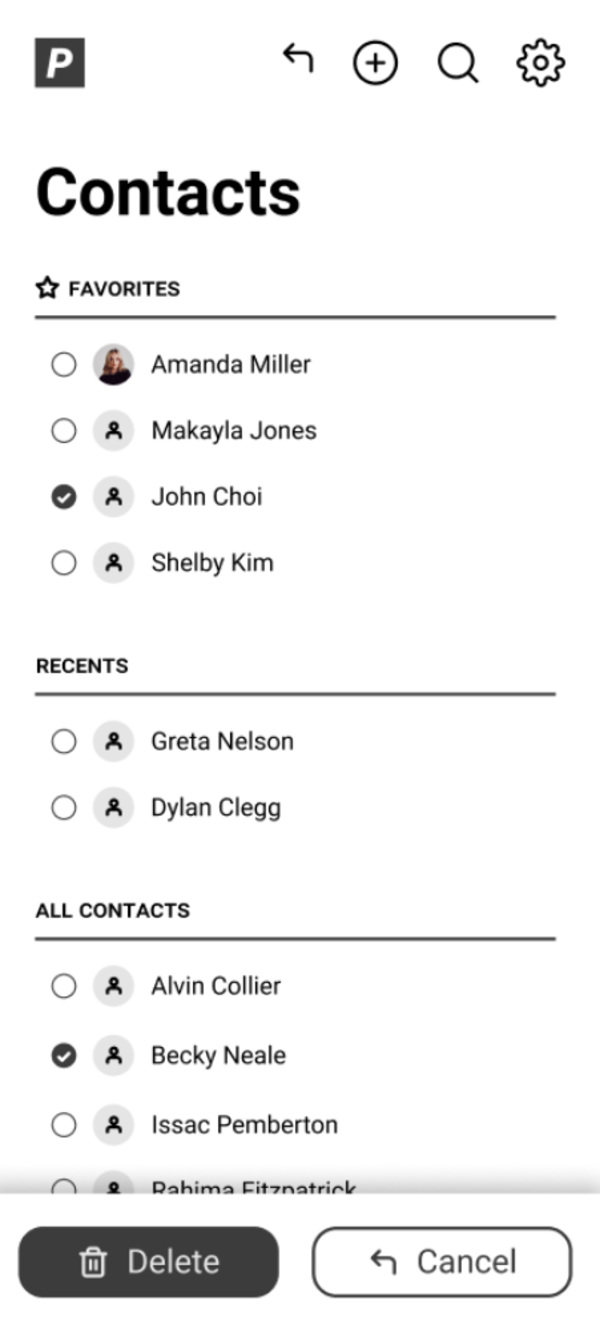 P
Contacts
FAVORITES
Amanda Miller
Makayla Jones
John Choi
Shelby Kim
RECENTS
Greta Nelson
Dylan Clegg
ALL CONTACTS
Alvin Collier
Becky Neale
Issac Pemberton
Rahima Fitzpatrick
Delete
Cancel